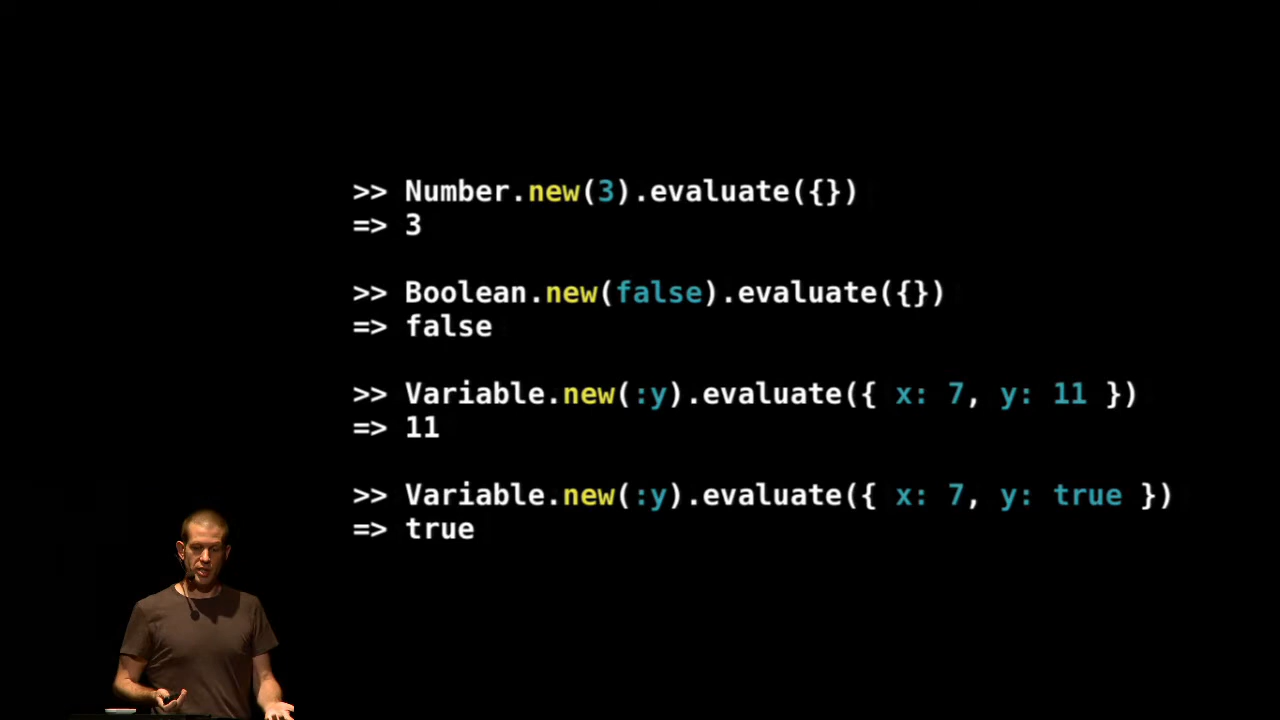 >> Number.new(3).evaluate({})
=> 3
>> Boolean.new(false).evaluate({})
=> false
>> Variable.new(:y).evaluate({ x: 7, y: 11 })
=> 11
>> Variable.new(:y).evaluate({ x: 7, y: true })
=> true